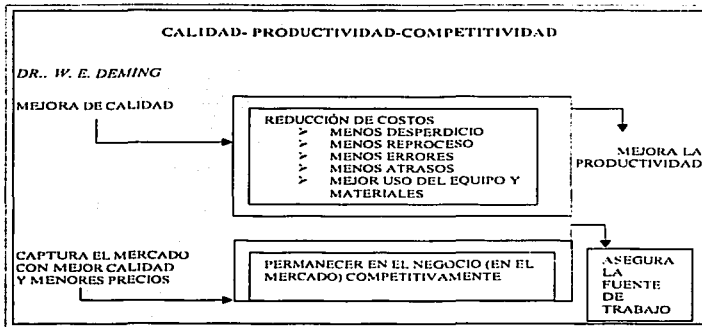 CALIDAD- PRODUCTIVIDAD-COMPETITIVIDAD
DR.. W. E. DEMING
MEJORA DE CALIDAD
REDUCCIÓN DE COSTOS
➢ MENOS DESPERDICIO
➢ MENOS REPROCESO
➢ MENOS ERRORES
➢ MENOS ATRASOS
➢ MEJOR USO DEL EQUIPO Y
MATERIALES
MEJORA LA
PRODUCTIVIDAD
CAPTURA EL MERCADO
CON MEJOR CALIDAD
Y MENORES PRECIOS
PERMANECER EN EL NEGOCIO (EN EL
MERCADO) COMPETITIVAMENTE
ASEGURA
LA
FUENTE
DE
TRABAJO